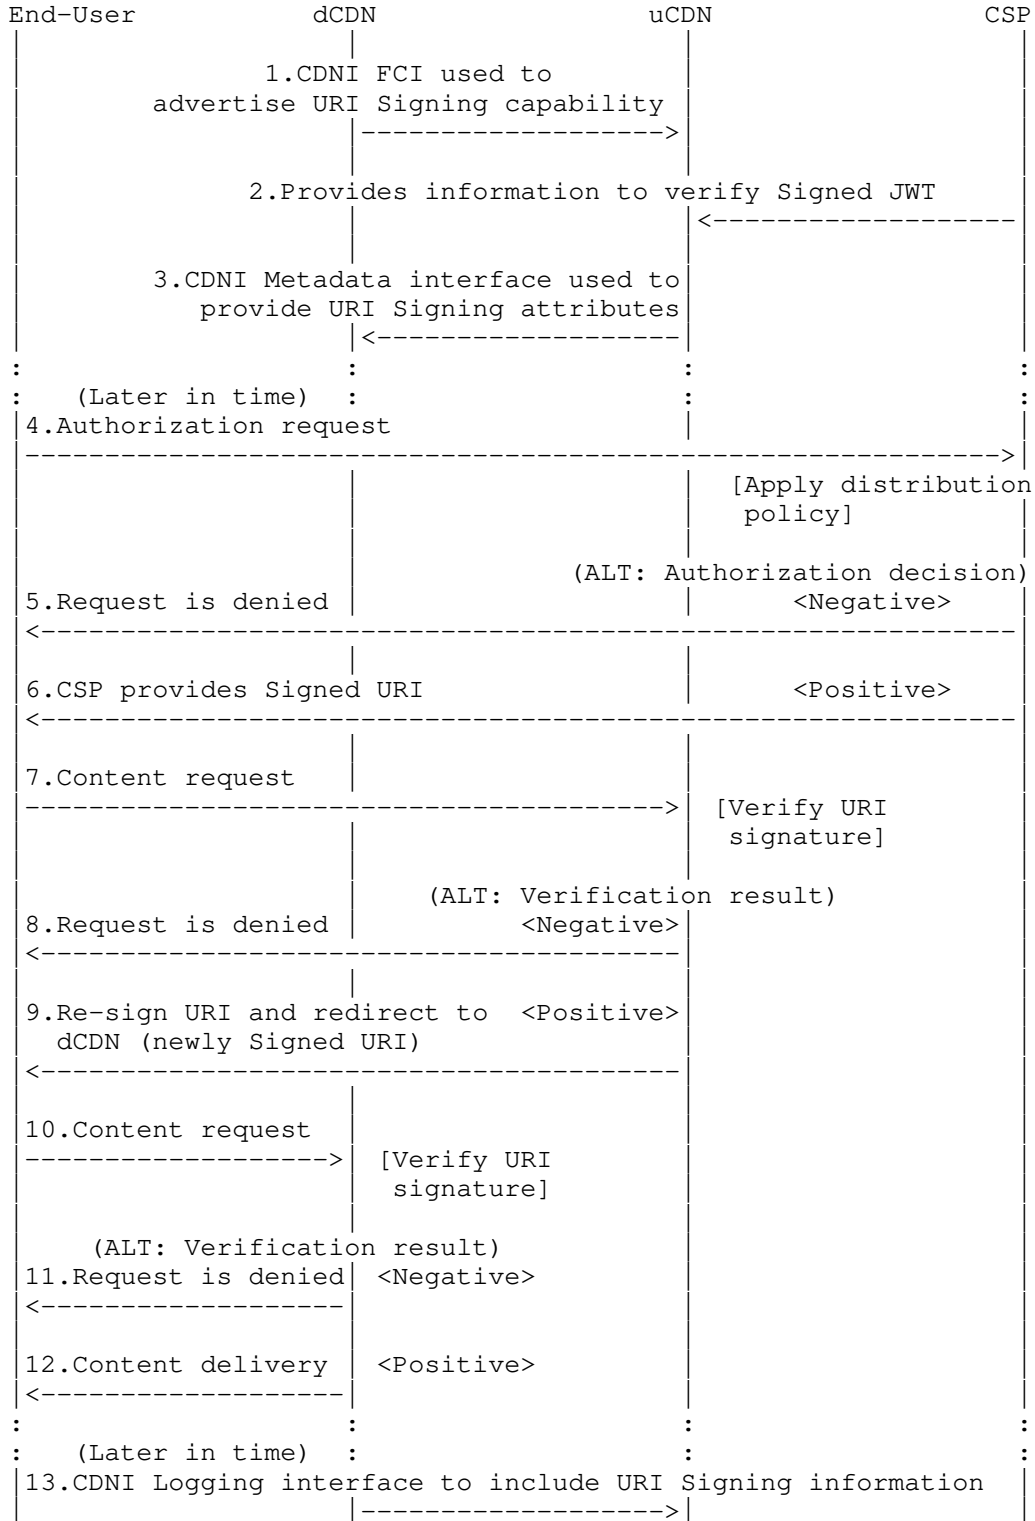 End-User dCDN uCDN CSP
1.CDNI FCI used to
advertise URI Signing capability
2.Provides information to verify Signed JWT
3.CDNI Metadata interface used to
provide URI Signing attributes
(Later in time)
4.Authorization request
[Apply distribution
policy]
(ALT: Authorization decision)
5.Request is denied <Negative>
6.CSP provides Signed URI <Positive>
7.Content request
[Verify URI
signature]
(ALT: Verification result)
8.Request is denied <Negative>
9.Re-sign URI and redirect to <Positive>
dCDN (newly Signed URI)
10.Content request
[Verify URI
signature]
(ALT: Verification result)
11.Request is denied <Negative>
12.Content delivery <Positive>
(Later in time)
13.CDNI Logging interface to include URI Signing information